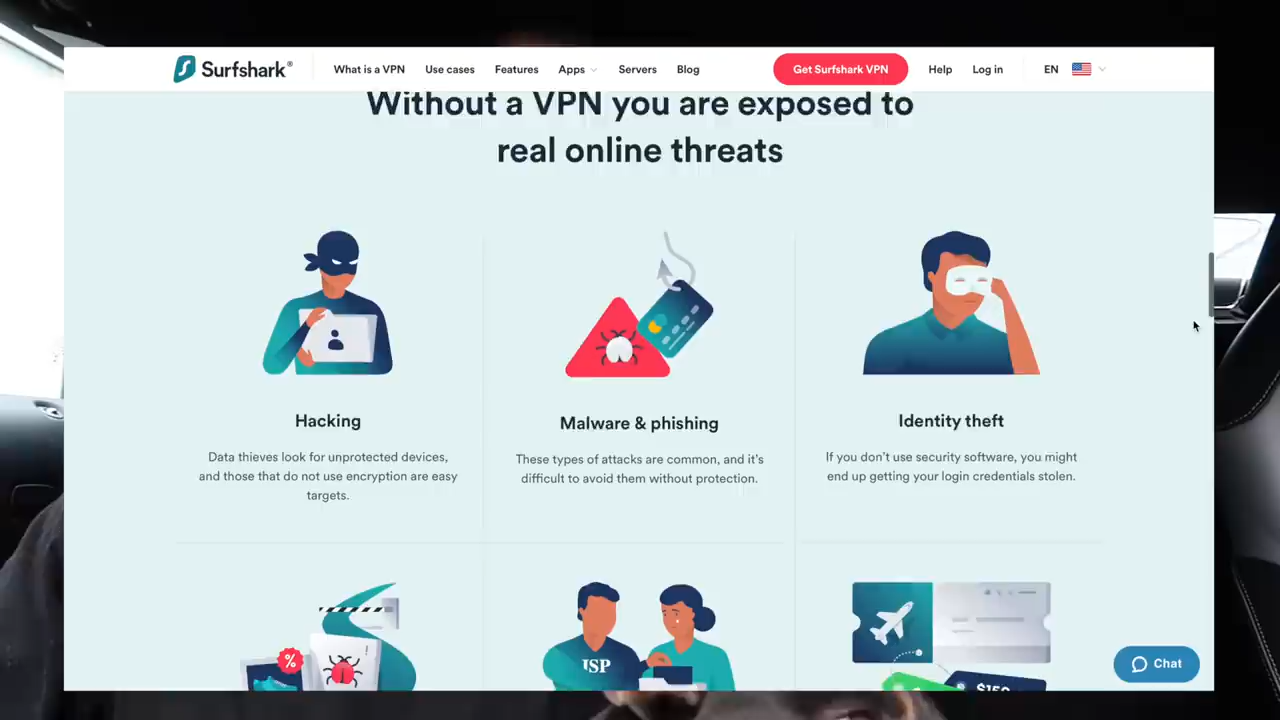 Surfshark®
What is a VPN Use cases Features Apps Servers Blog Get Surfshark VPN Help Log in EN
Without a VPN you are exposed to
real online threats
Hacking
Data thieves look for unprotected devices,
and those that do not use encryption are easy
targets.
Malware & phishing
These types of attacks are common, and it's
difficult to avoid them without protection.
Identity theft
If you don't use security software, you might
end up getting your login credentials stolen.
%
ISP
$150
Chat